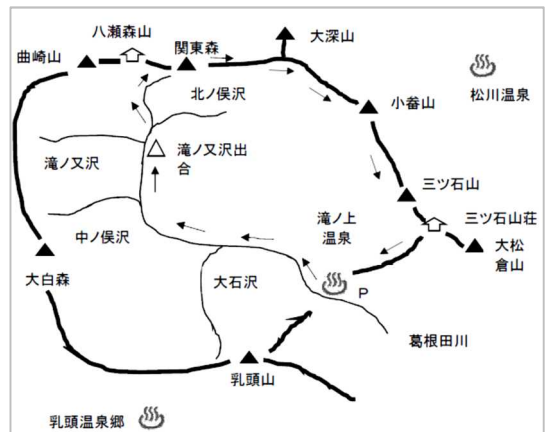 八瀬森山
曲崎山
関東森
大深山
松川温泉
北ノ俣沢
小畚山
滝ノ又沢
滝ノ又沢出
合
三ツ石山
滝ノ上
温泉
三ツ石山荘
中ノ俣沢
大松
倉山
大白森
大石沢
P
葛根田川
乳頭山
乳頭温泉郷